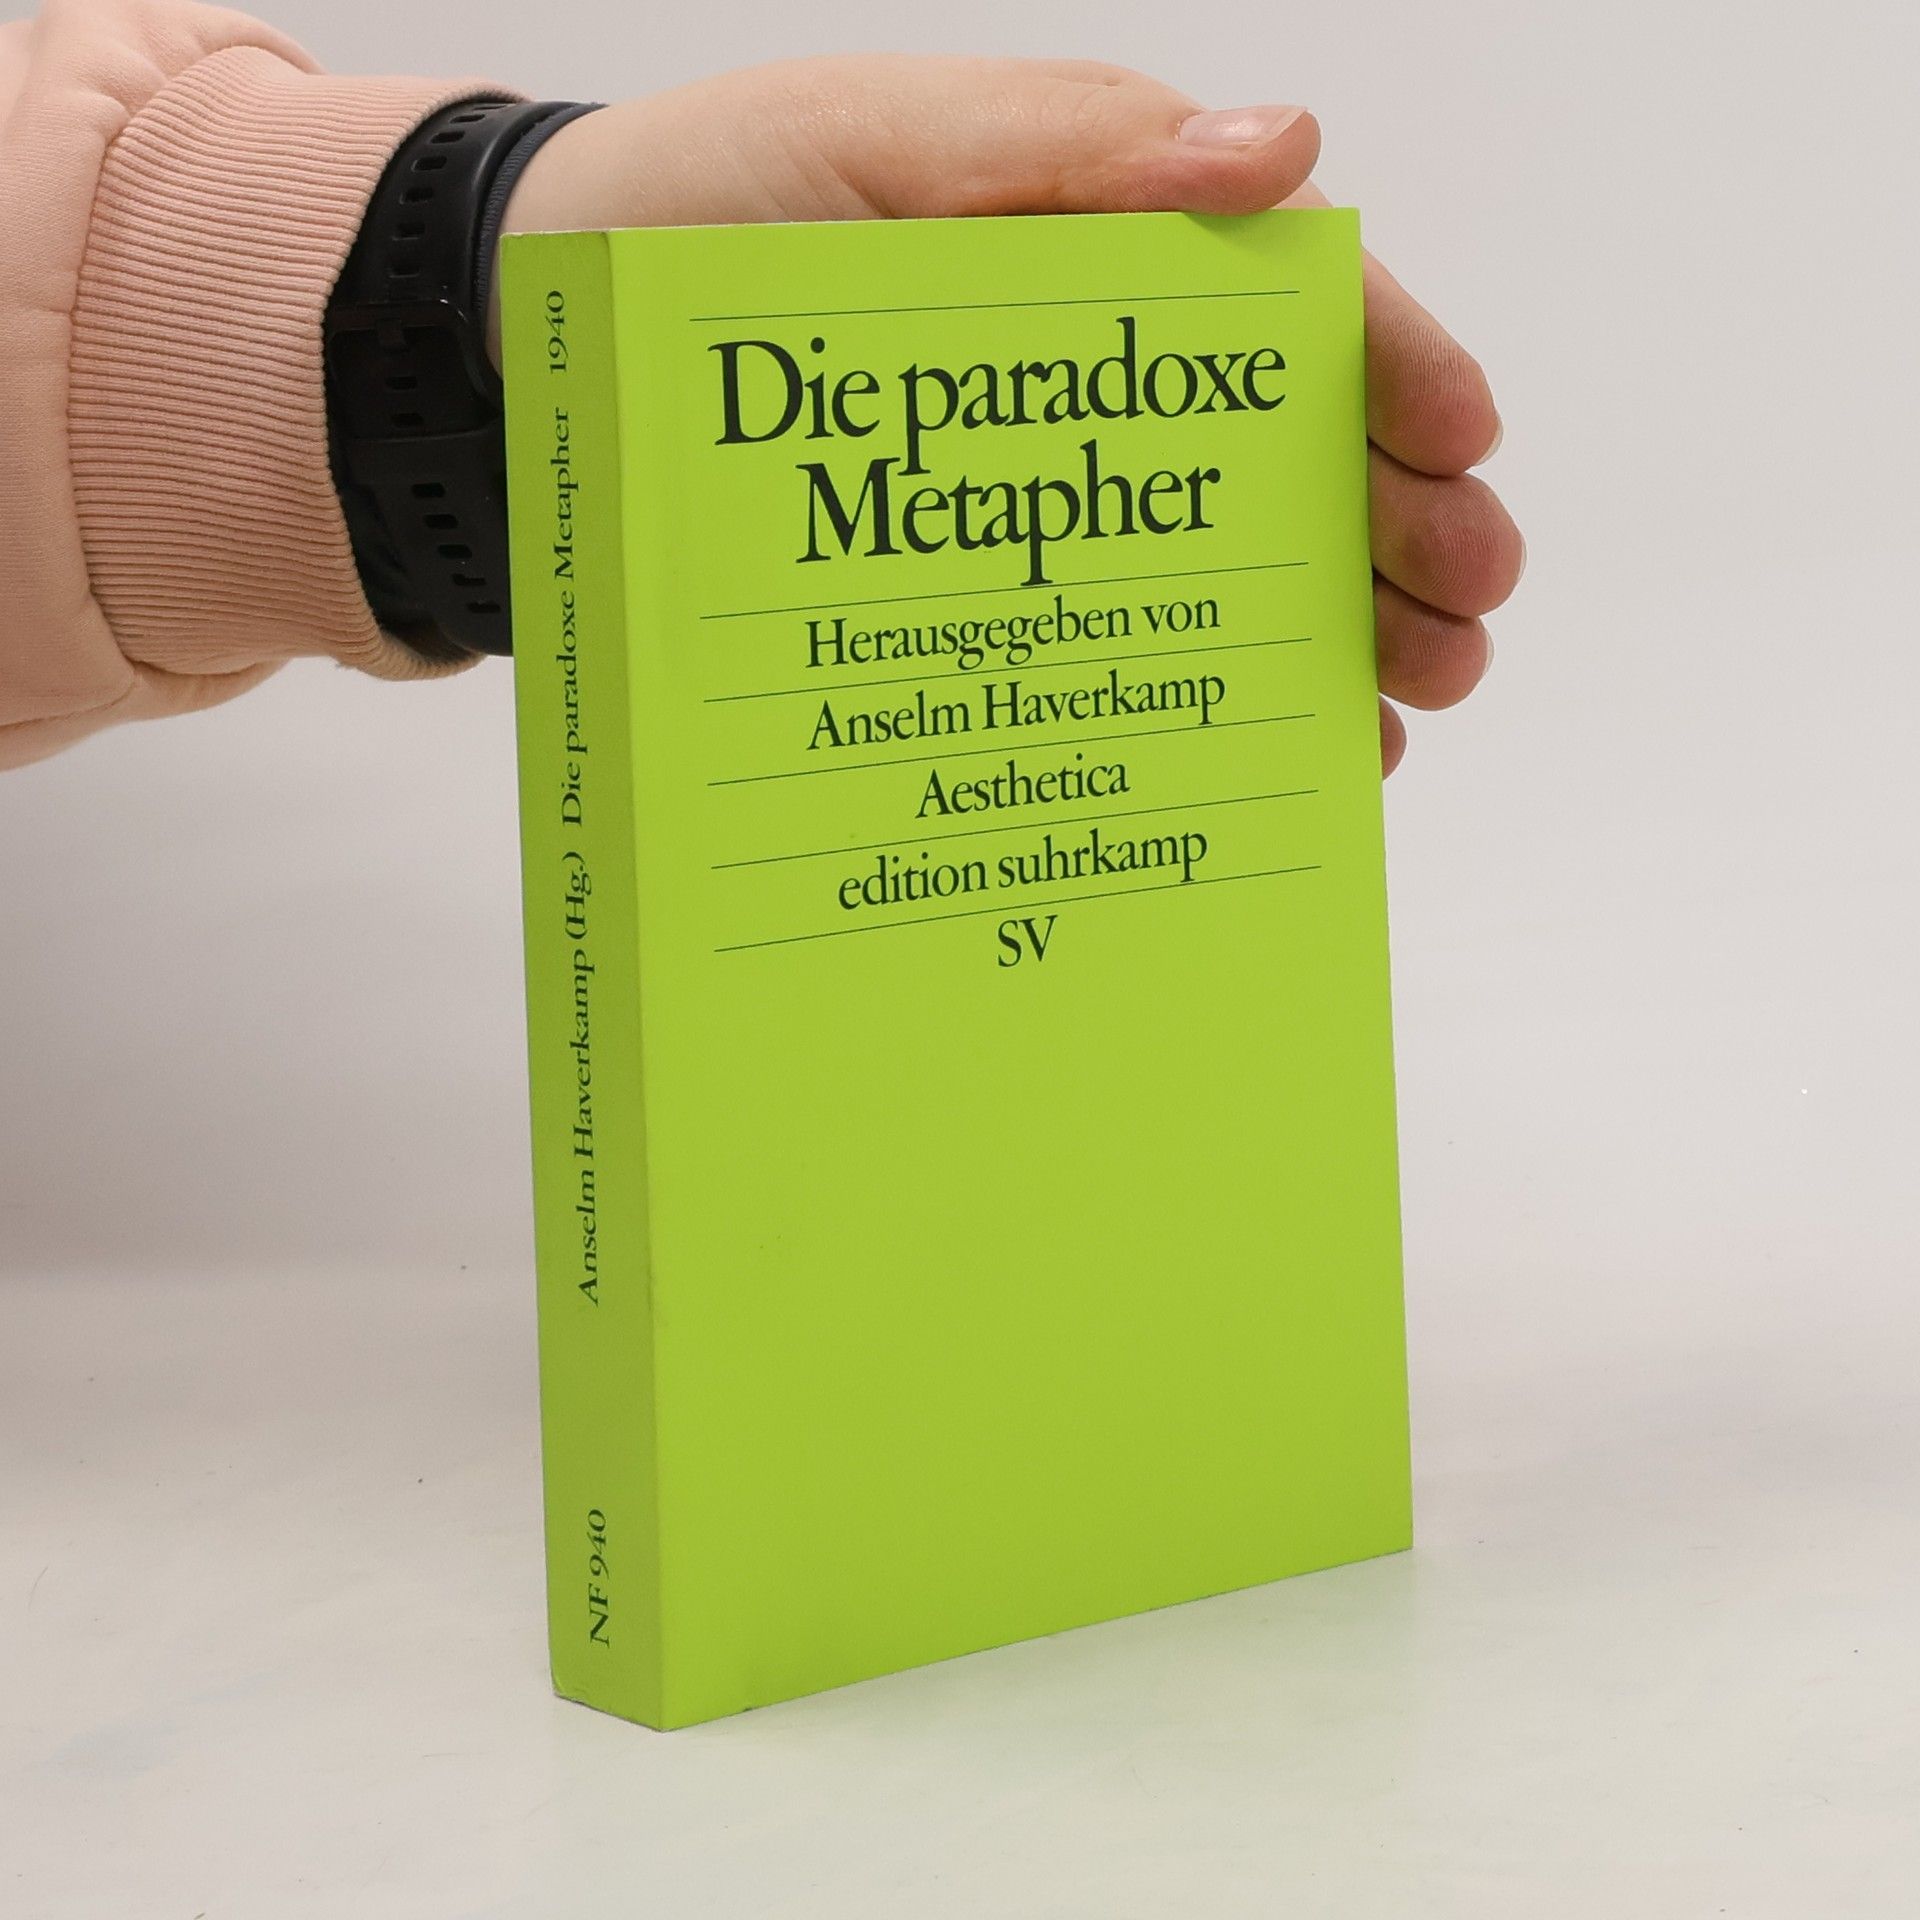 Die paradoxe
Metapher
Herausgegeben von
Anselm Haverkamp
Aesthetica
edition suhrkamp
SV
Anselm Haverkamp (Hg.) Die paradoxe Metapher 1940
NF 940